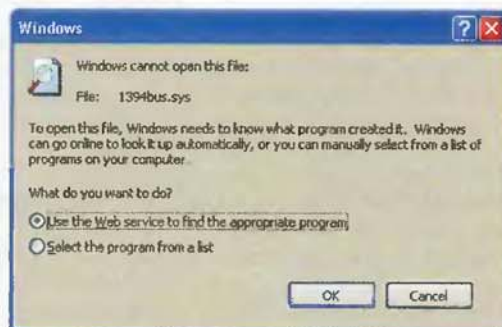 Windows
Windows cannot open this file:
File: 1394bus.sys
To open this file, Windows needs to know what program created it. Windows
can go online to look it up automatically, or you can manually select from a list of
programs on your computer.
What do you want to do?
Use the Web service to find the appropriate program
Select the program from a list
OK
Cancel